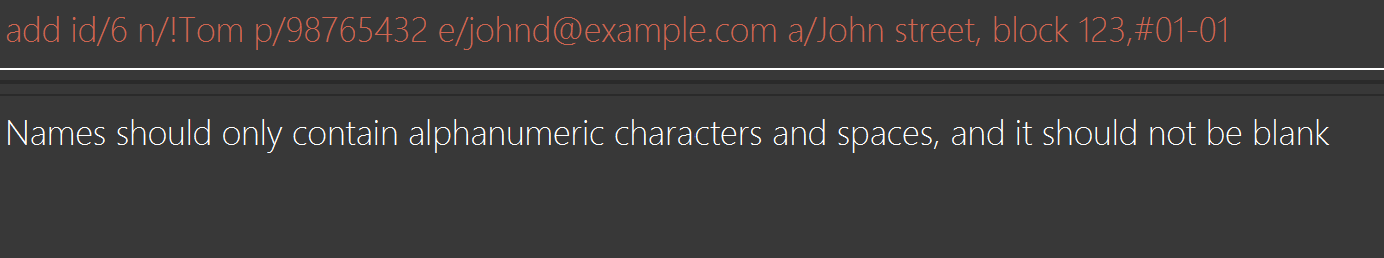 add id/6 n/!Tom p/98765432 e/johnd@example.com a/John street, block 123,#01-01
Names should only contain alphanumeric characters and spaces, and it should not be blank